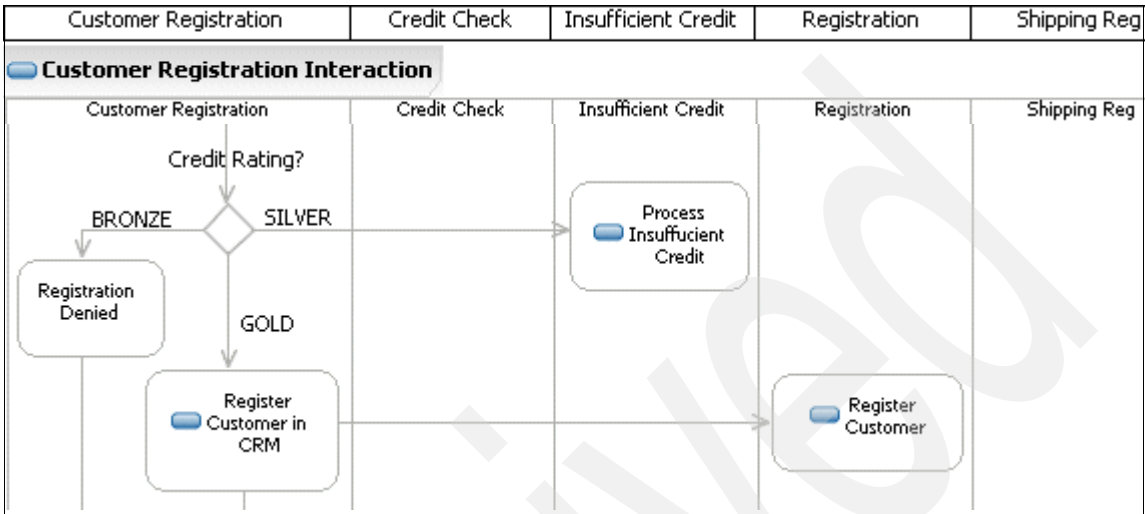 Customer Registration
Credit Check
Insufficient Credit
Registration
Shipping Reg
Customer Registration Interaction
Customer Registration
Credit Check
Insufficient Credit
Registration
Shipping Reg
Credit Rating?
BRONZE
SILVER
Process
Insuffucient
Credit
Registration
Denied
GOLD
Register
Customer in
CRM
Register
Customer